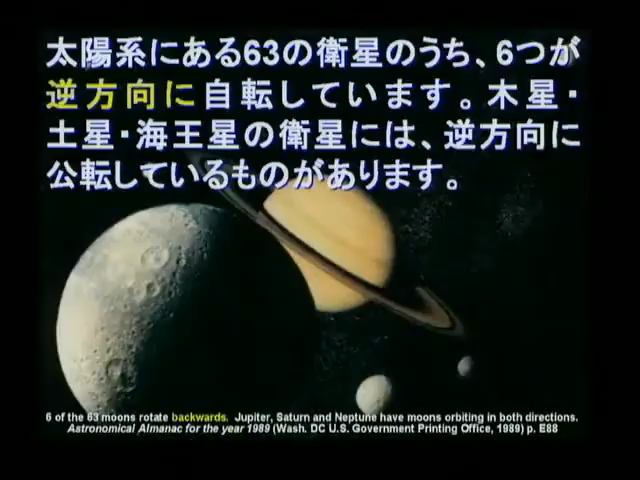 太陽系にある63の衛星のうち、6つが
逆方向に自転しています。木星・
土星・海王星の衛星には、逆方向に
公転しているものがあります。
6 of the 63 moons rotate backwards. Jupiter, Saturn and Neptune have moons orbiting in both directions.
Astronomical Almanac for the year 1989 (Wash. DC U.S. Government Printing Office, 1989) p. E88